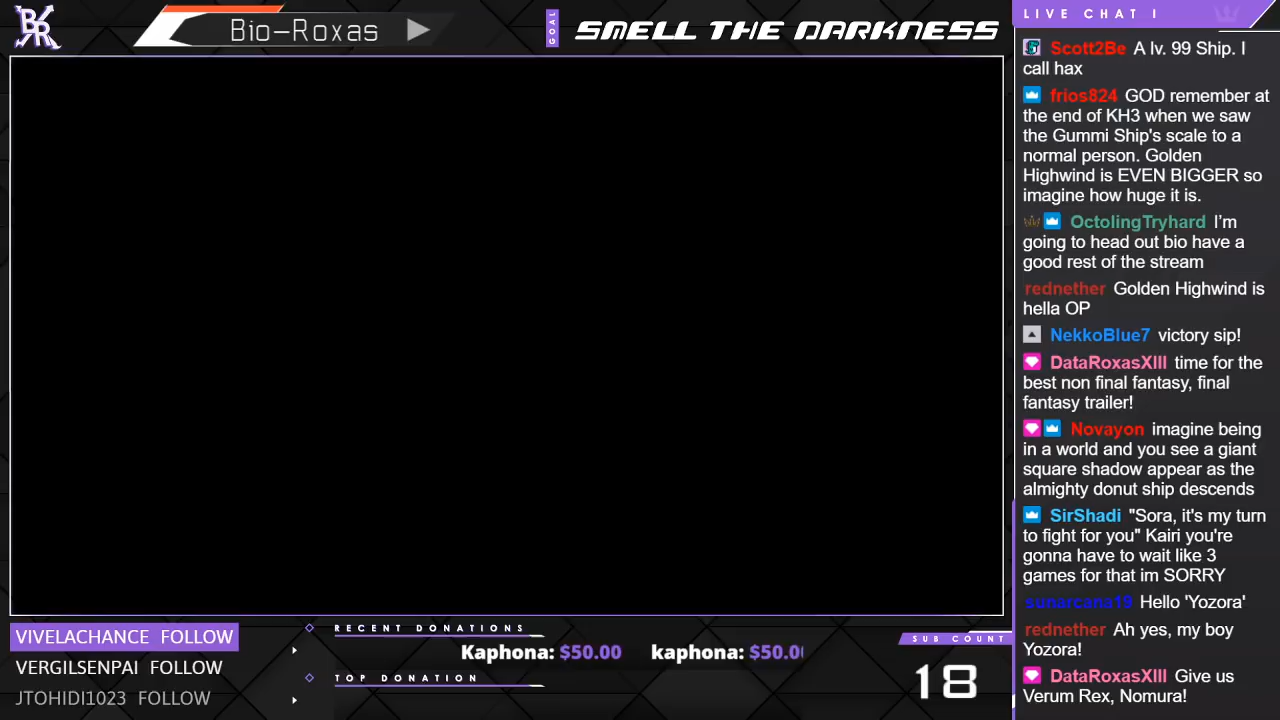 BR
Bio-Roxas
GOAL
SMELL THE DARKNESS
LIVE CHAT
Scott2Be A lv. 99 Ship. I
call hax
frios824 GOD remember at
the end of KH3 when we saw
the Gummi Ship's scale to a
normal person. Golden
Highwind is EVEN BIGGER so
imagine how huge it is.
OctolingTryhard I'm
going to head out bio have a
good rest of the stream
rednether Golden Highwind is
hella OP
NekkoBlue7 victory sip!
DataRoxasXIII time for the
best non final fantasy, final
fantasy trailer!
Novayon imagine being
in a world and you see a giant
square shadow appear as the
almighty donut ship descends
SirShadi "Sora, it's my turn
to fight for you" Kairi you're
gonna have to wait like 3
games for that im SORRY
sunarcana19 Hello 'Yozora'
rednether Ah yes, my boy
Yozora!
DataRoxasXIII Give us
Verum Rex, Nomura!
VIVELACHANCE FOLLOW
VERGILSENPAI FOLLOW
JTOHIDI1023 FOLLOW
RECENT DONATIONS
Kaphona: $50.00 kaphona: $50.0
TOP DONATION
SUB COUNT
18